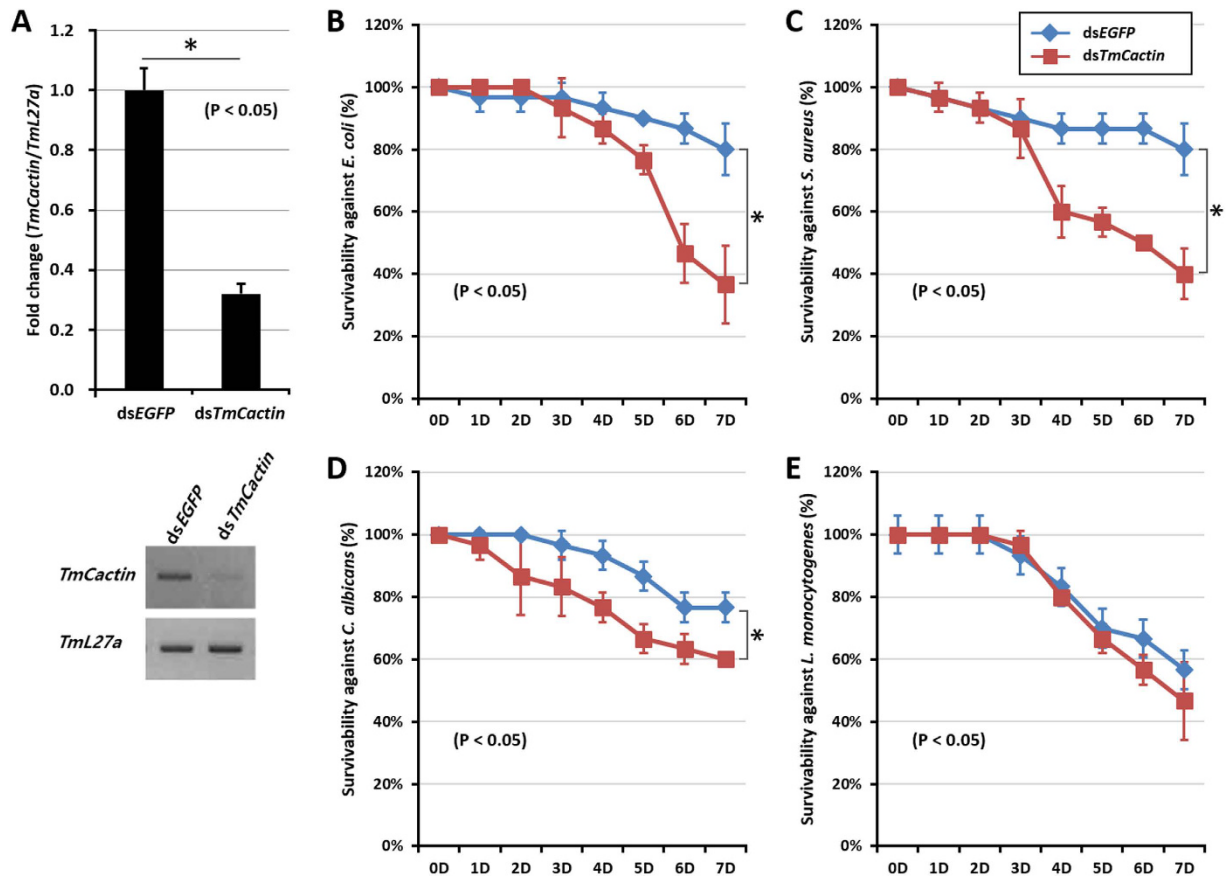 A
1.2
1.0
0.8
0.6
0.4
0.2
0.0
Fold change (TmCactin/TmL27a)
*
(P < 0.05)
dsEGFP
dsTmCactin
dsEGFP
dsTmCactin
TmCactin
TmL27a
B
120%
100%
80%
60%
40%
20%
0%
Survivability against E. coli (%)
*
(P < 0.05)
0D 1D 2D 3D 4D 5D 6D 7D
C
120%
100%
80%
60%
40%
20%
0%
Survivability against S. aureus (%)
dsEGFP
dsTmCactin
*
(P < 0.05)
0D 1D 2D 3D 4D 5D 6D 7D
D
120%
100%
80%
60%
40%
20%
0%
Survivability against C. albicans (%)
*
(P < 0.05)
0D 1D 2D 3D 4D 5D 6D 7D
E
120%
100%
80%
60%
40%
20%
0%
Survivability against L. monocytogenes (%)
(P < 0.05)
0D 1D 2D 3D 4D 5D 6D 7D